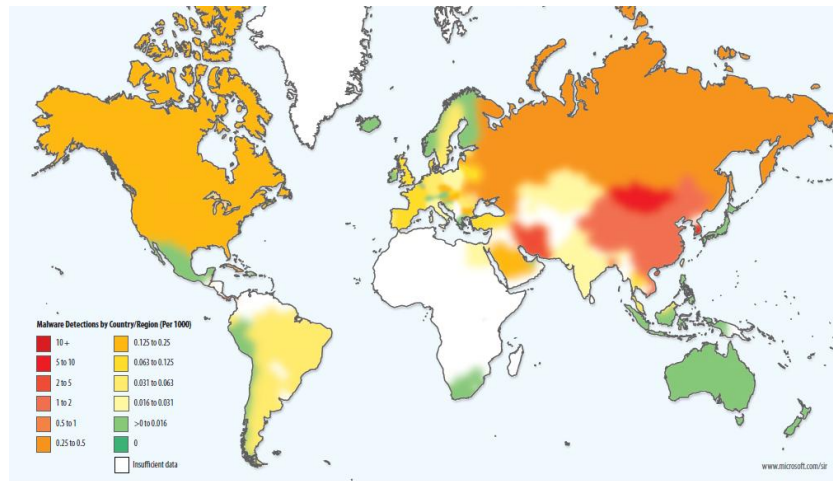 Malware Detections by Country/Region (Per 1000)
10 +
5 to 10
2 to 5
1 to 2
0.5 to 1
0.25 to 0.5
0.125 to 0.25
0.063 to 0.125
0.031 to 0.063
0.016 to 0.031
>0 to 0.016
0
Insufficient data
www.microsoft.com/sir